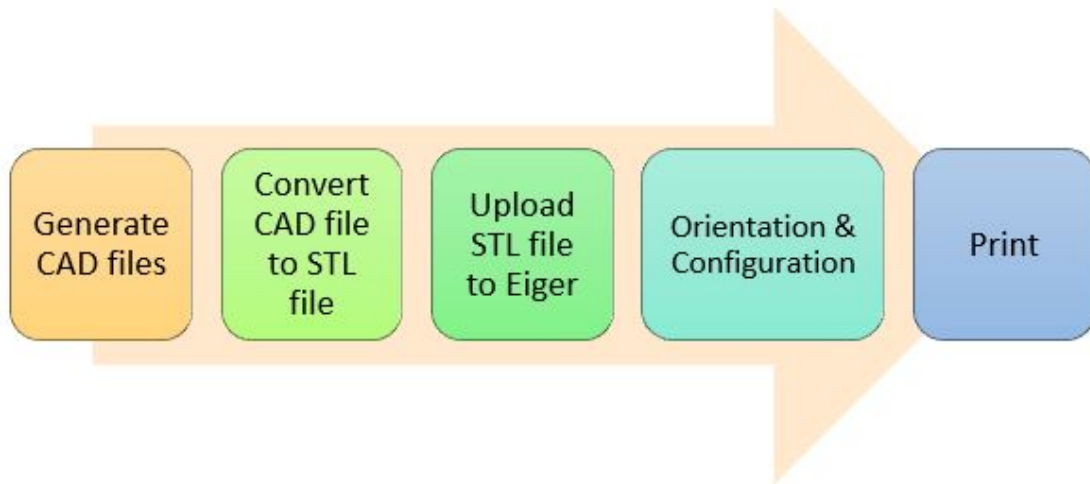 Generate
CAD files
Convert
CAD file
to STL
file
Upload
STL file
to Eiger
Orientation &
Configuration
Print